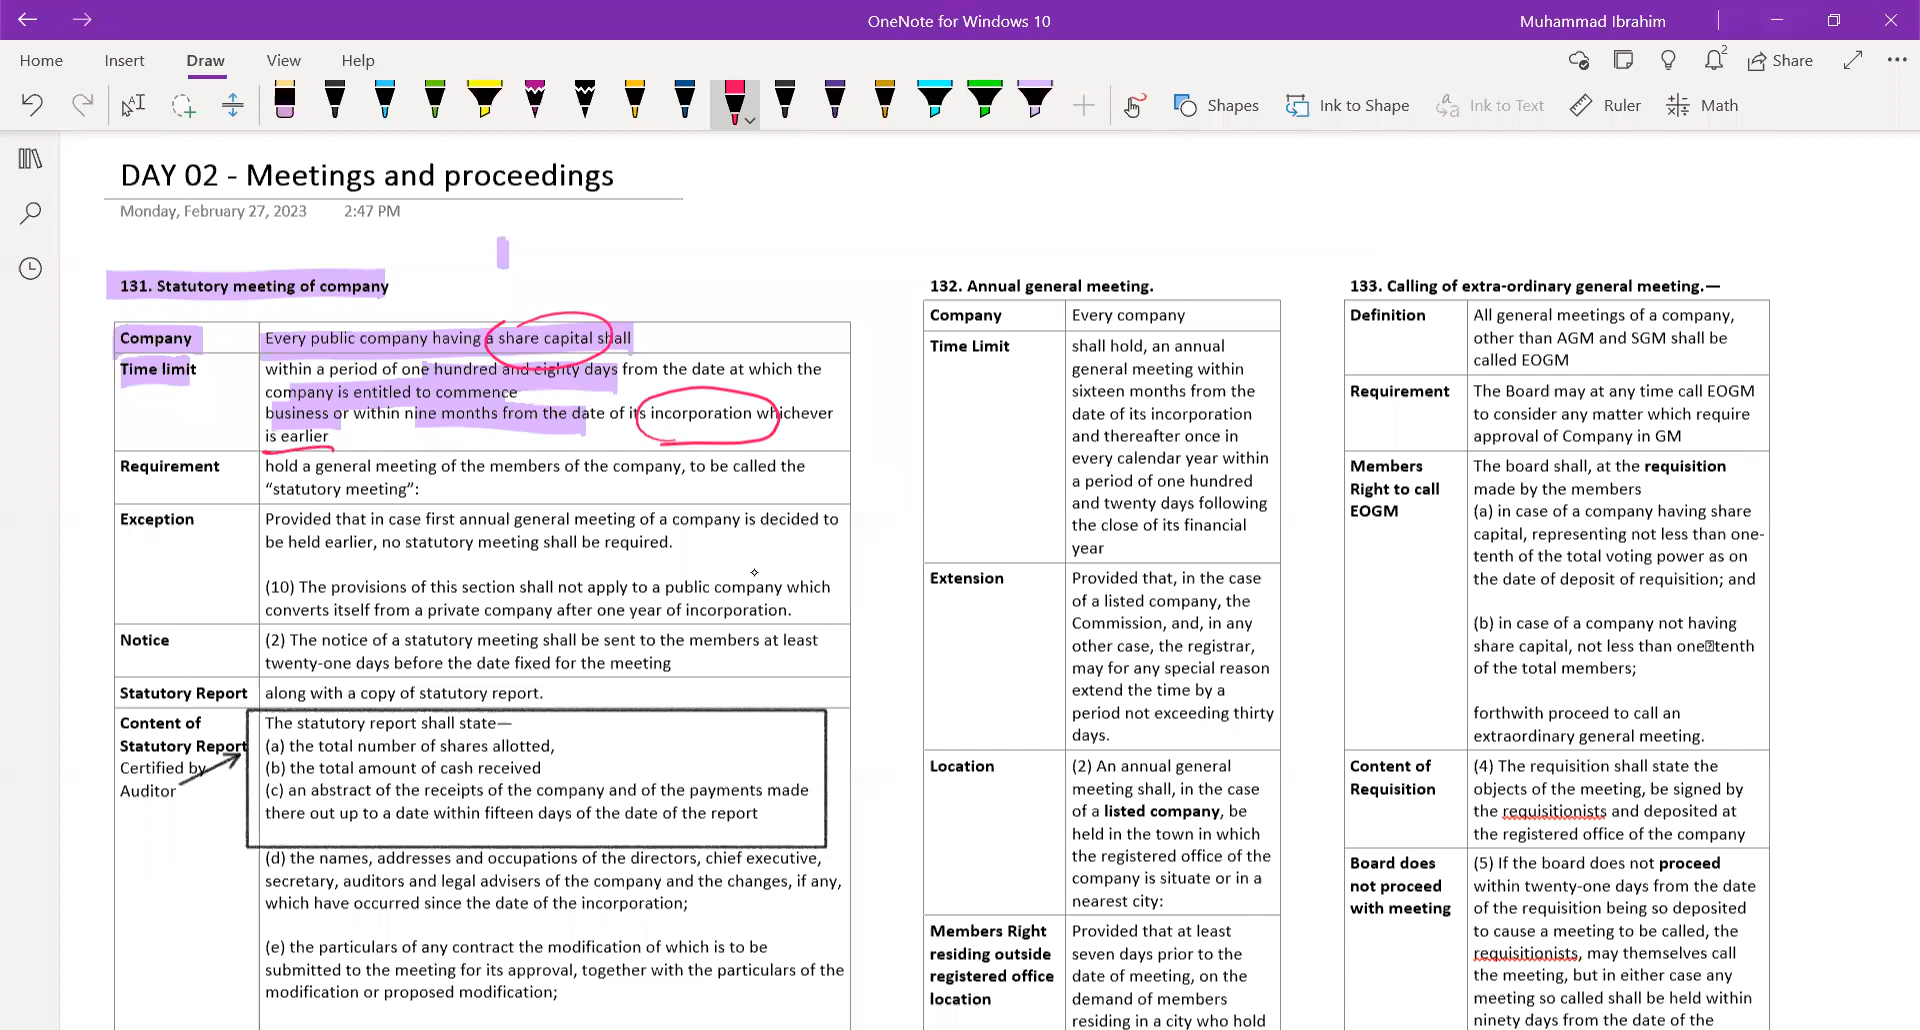 OneNote for Windows 10
Muhammad Ibrahim
Home Insert Draw View Help
2
Share
Shapes
Ink to Shape
Ink to Text
Ruler
Math
DAY 02 - Meetings and proceedings
Monday, February 27, 2023 2:47 PM
131. Statutory meeting of company
Company
Every public company having a share capital shall
Time limit
within a period of one hundred and eighty days from the date at which the
company is entitled to commence
business or within nine months from the date of its incorporation whichever
is earlier
Requirement
hold a general meeting of the members of the company, to be called the
“statutory meeting”:
Exception
Provided that in case first annual general meeting of a company is decided to
be held earlier, no statutory meeting shall be required.
(10) The provisions of this section shall not apply to a public company which
converts itself from a private company after one year of incorporation.
Notice
(2) The notice of a statutory meeting shall be sent to the members at least
twenty-one days before the date fixed for the meeting
Statutory Report
along with a copy of statutory report.
Content of
Statutory Report
Certified by
Auditor
The statutory report shall state—
(a) the total number of shares allotted,
(b) the total amount of cash received
(c) an abstract of the receipts of the company and of the payments made
there out up to a date within fifteen days of the date of the report
(d) the names, addresses and occupations of the directors, chief executive,
secretary, auditors and legal advisers of the company and the changes, if any,
which have occurred since the date of the incorporation;
(e) the particulars of any contract the modification of which is to be
submitted to the meeting for its approval, together with the particulars of the
modification or proposed modification;
132. Annual general meeting.
Company
Every company
Time Limit
shall hold, an annual
general meeting within
sixteen months from the
date of its incorporation
and thereafter once in
every calendar year within
a period of one hundred
and twenty days following
the close of its financial
year
Extension
Provided that, in the case
of a listed company, the
Commission, and, in any
other case, the registrar,
may for any special reason
extend the time by a
period not exceeding thirty
days.
Location
(2) An annual general
meeting shall, in the case
of a listed company, be
held in the town in which
the registered office of the
company is situate or in a
nearest city:
Members Right
residing outside
registered office
location
Provided that at least
seven days prior to the
date of meeting, on the
demand of members
residing in a city who hold
133. Calling of extra-ordinary general meeting.—
Definition
All general meetings of a company,
other than AGM and SGM shall be
called EOGM
Requirement
The Board may at any time call EOGM
to consider any matter which require
approval of Company in GM
Members
Right to call
EOGM
The board shall, at the requisition
made by the members
(a) in case of a company having share
capital, representing not less than one-
tenth of the total voting power as on
the date of deposit of requisition; and
(b) in case of a company not having
share capital, not less than one⍰tenth
of the total members;
forthwith proceed to call an
extraordinary general meeting.
Content of
Requisition
(4) The requisition shall state the
objects of the meeting, be signed by
the requisitionists and deposited at
the registered office of the company
Board does
not proceed
with meeting
(5) If the board does not proceed
within twenty-one days from the date
of the requisition being so deposited
to cause a meeting to be called, the
requisitionists, may themselves call
the meeting, but in either case any
meeting so called shall be held within
ninety days from the date of the